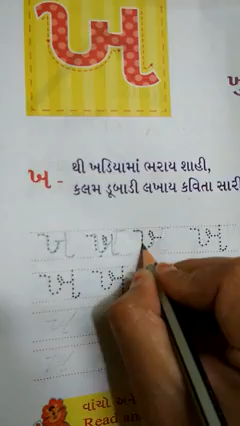 ખ
ખ - થી ખડિયામાં ભરાય શાહી,
કલમ ડૂબાડી લખાય કવિતા સારી
ખ ખ ખ ખ
ખ ખ
વાંચો અને
Read an